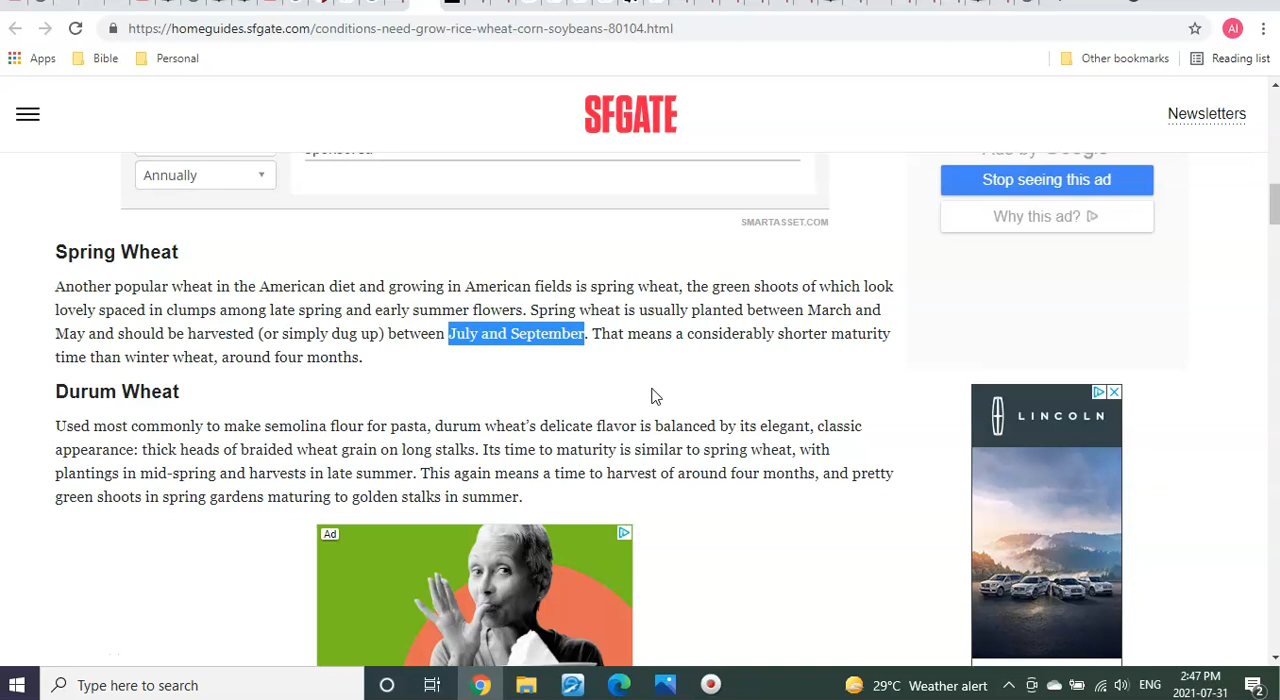 https://homeguides.sfgate.com/conditions-need-grow-rice-wheat-corn-soybeans-80104.html
AI
Apps
Bible
Personal
Other bookmarks
Reading list
SFGATE
Newsletters
Annually
Stop seeing this ad
Why this ad?
SMARTASSET.COM
Spring Wheat
Another popular wheat in the American diet and growing in American fields is spring wheat, the green shoots of which look
lovely spaced in clumps among late spring and early summer flowers. Spring wheat is usually planted between March and
May and should be harvested (or simply dug up) between July and September. That means a considerably shorter maturity
time than winter wheat, around four months.
Durum Wheat
LINCOLN
Used most commonly to make semolina flour for pasta, durum wheat's delicate flavor is balanced by its elegant, classic
appearance: thick heads of braided wheat grain on long stalks. Its time to maturity is similar to spring wheat, with
plantings in mid-spring and harvests in late summer. This again means a time to harvest of around four months, and pretty
green shoots in spring gardens maturing to golden stalks in summer.
Ad
Type here to search
29°C Weather alert
ENG
2:47 PM
2021-07-31
2